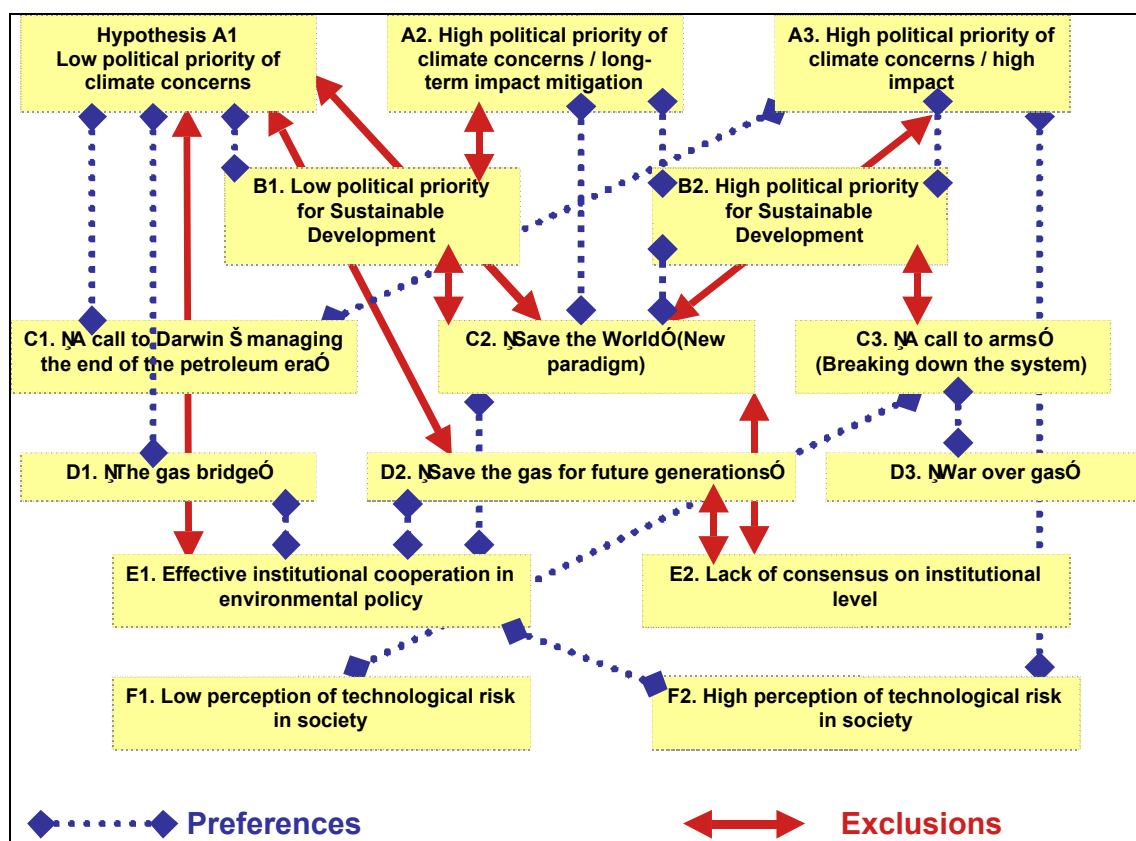 Hypothesis A1
Low political priority of
climate concerns
A2. High political priority of
climate concerns / long-
term impact mitigation
A3. High political priority of
climate concerns / high
impact
B1. Low political priority
for Sustainable
Development
B2. High political priority
for Sustainable
Development
C1. ŅA call to Darwin Š managing
the end of the petroleum eraÓ
C2. ŅSave the WorldÓ(New
paradigm)
C3. ŅA call to armsÓ
(Breaking down the system)
D1. ŅThe gas bridgeÓ
D2. ŅSave the gas for future generationsÓ
D3. ŅWar over gasÓ
E1. Effective institutional cooperation in
environmental policy
E2. Lack of consensus on institutional
level
F1. Low perception of technological risk
in society
F2. High perception of technological risk
in society
Preferences
Exclusions